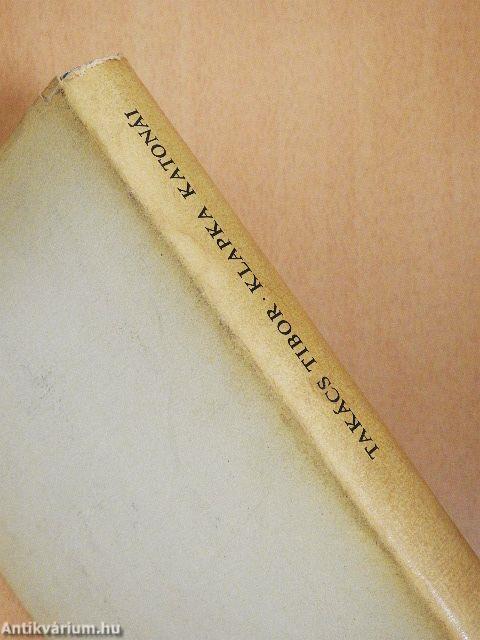 TAKÁCS TIBOR · KLAPKA KATONÁI
Antikvárium.hu